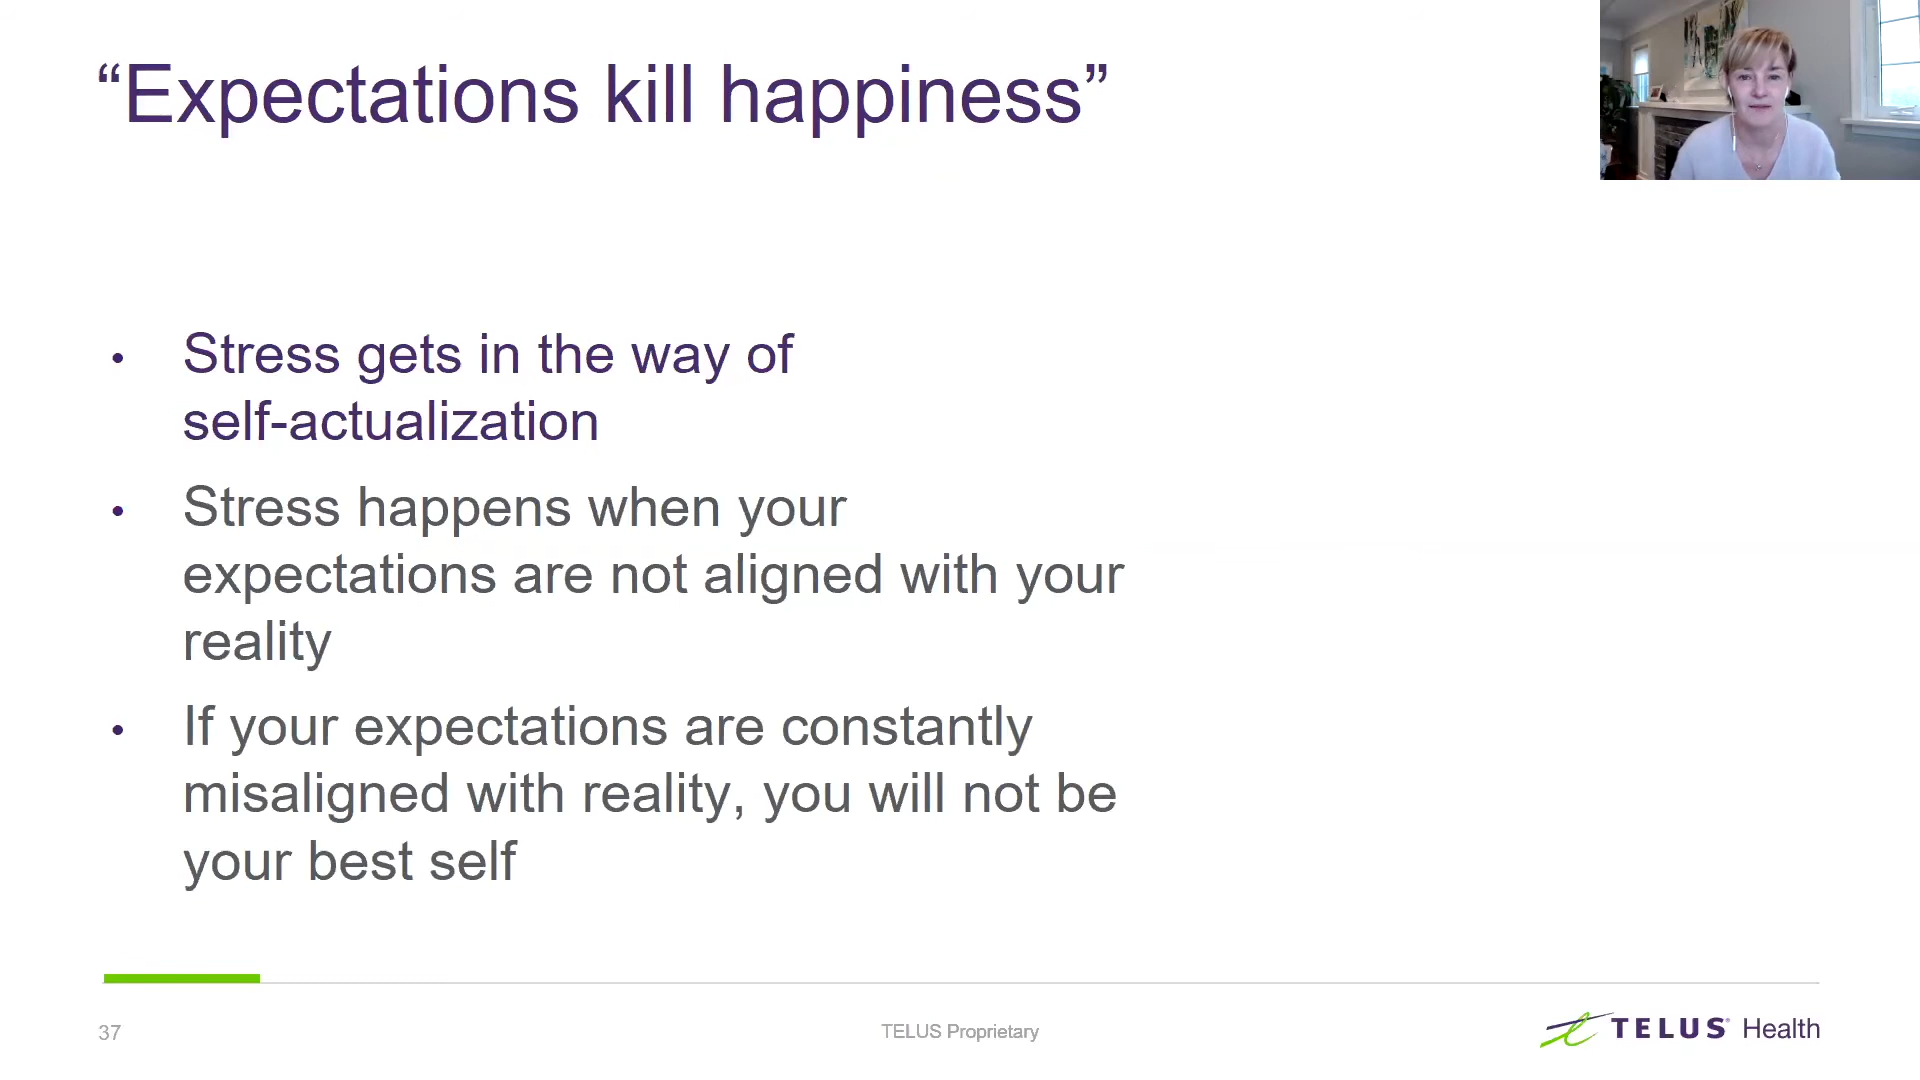 “Expectations kill happiness”
• Stress gets in the way of
self-actualization
• Stress happens when your
expectations are not aligned with your
reality
• If your expectations are constantly
misaligned with reality, you will not be
your best self
37
TELUS Proprietary
TELUS® Health